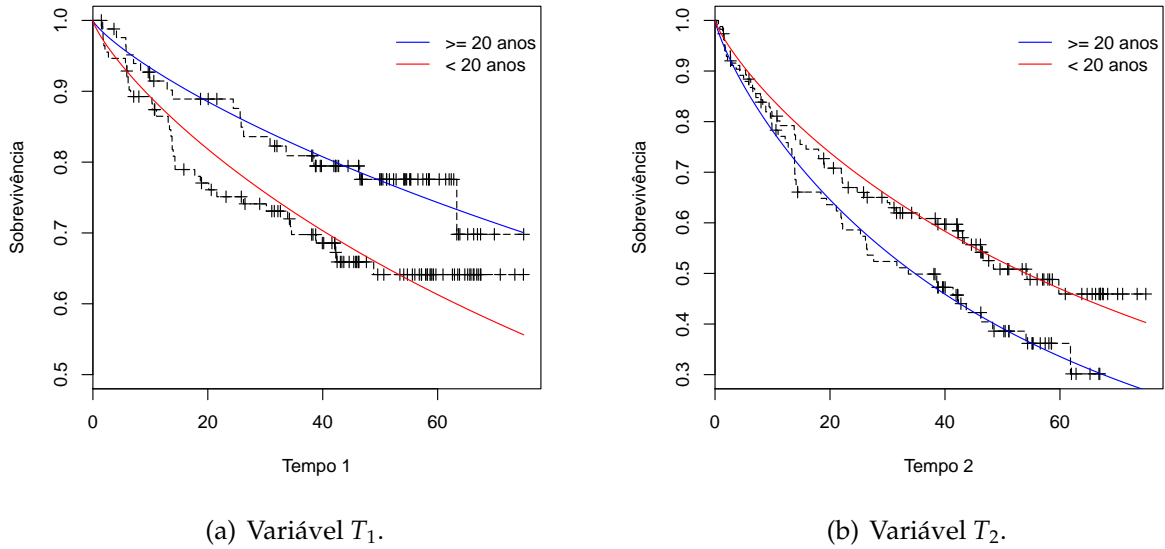 1.0
0.9
0.8
0.7
0.6
0.5
Sobrevivência
0 20 40 60
Tempo 1
>= 20 anos
< 20 anos
(a) Variável T₁.
1.0
0.9
0.8
0.7
0.6
0.5
0.4
0.3
Sobrevivência
0 20 40 60
Tempo 2
>= 20 anos
< 20 anos
(b) Variável T₂.